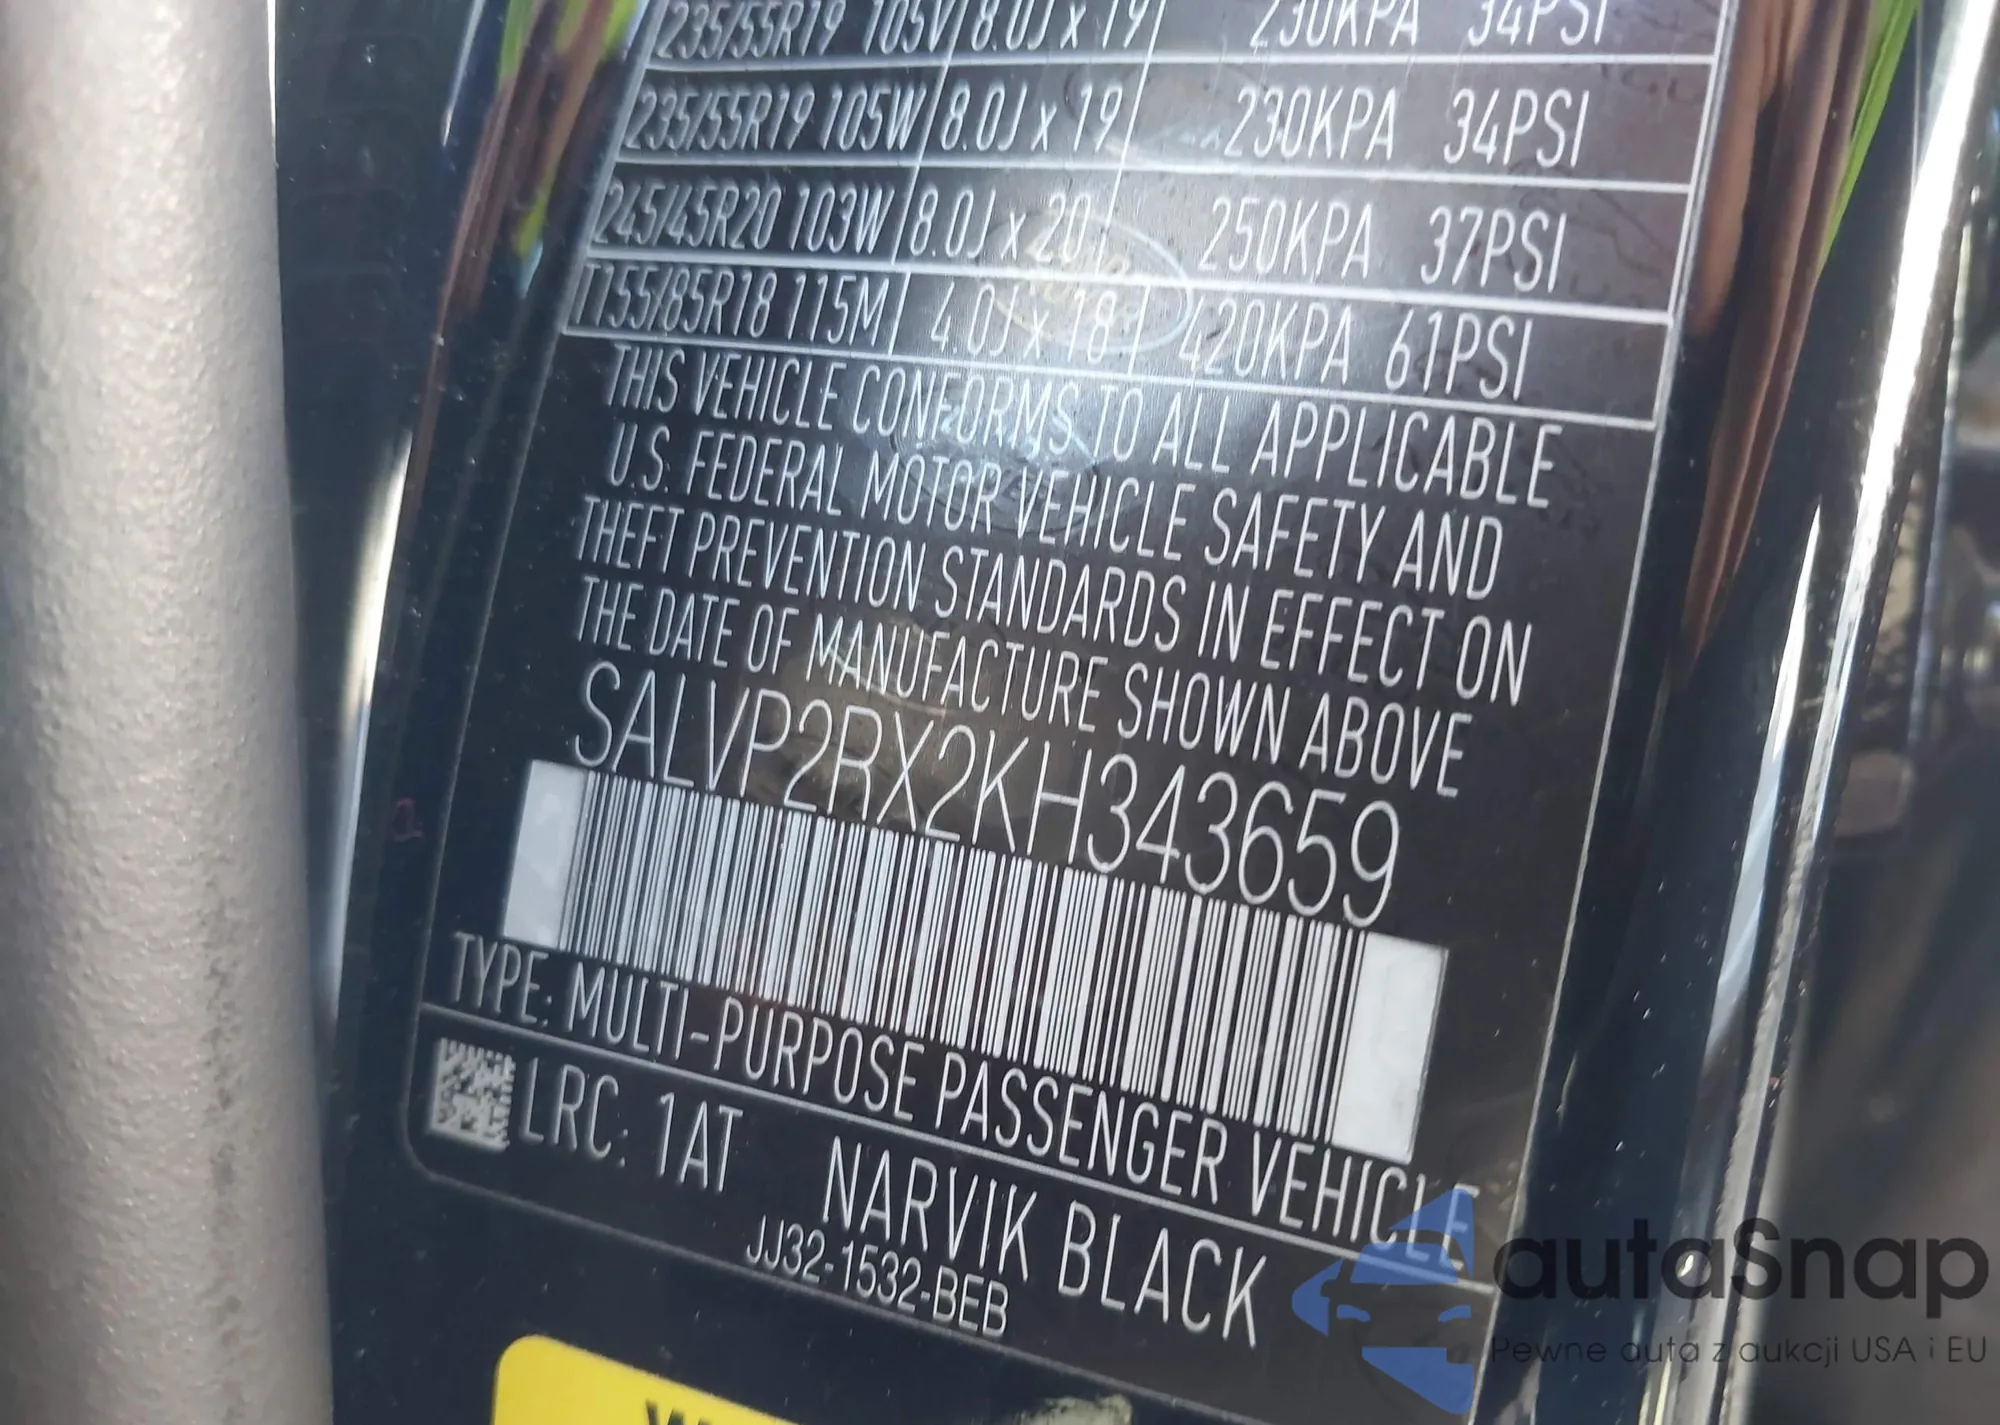 235/55R19 105V 8.0J x 19 230KPA 34PSI
235/55R19 105W 8.0J x 19 230KPA 34PSI
245/45R20 103W 8.0J x 20 250KPA 37PSI
T155/85R18 115M 4.0J x 18 420KPA 61PSI
THIS VEHICLE CONFORMS TO ALL APPLICABLE
U.S. FEDERAL MOTOR VEHICLE SAFETY AND
THEFT PREVENTION STANDARDS IN EFFECT ON
THE DATE OF MANUFACTURE SHOWN ABOVE
SALVP2RX2KH343659
TYPE: MULTI-PURPOSE PASSENGER VEHICLE
LRC: 1AT NARVIK BLACK
JJ32-1532-BEB
autaSnap
Pewne auta z aukcji USA i EU